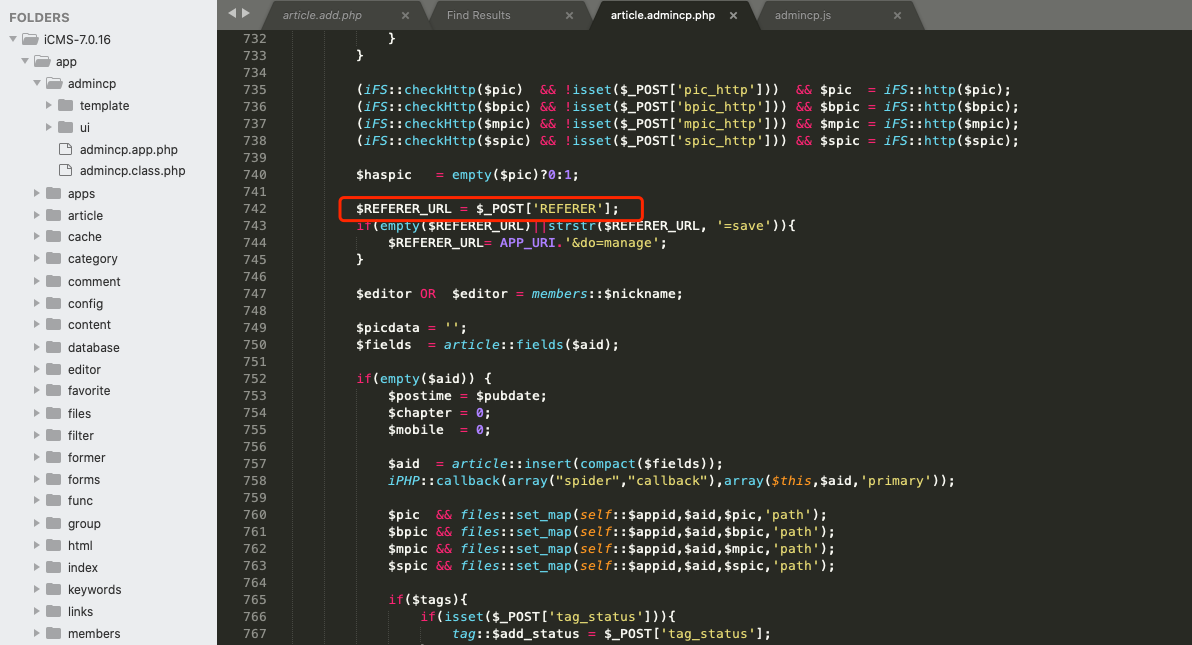 FOLDERS
iCMS-7.0.16
app
admincp
template
ui
admincp.app.php
admincp.class.php
apps
article
cache
category
comment
config
content
database
editor
favorite
files
filter
former
forms
func
group
html
index
keywords
links
members
article.add.php × Find Results × article.admincp.php × admincp.js ×
732 }
733 }
734
735 (iFS::checkHttp($pic) && !isset($_POST['pic_http'])) && $pic = iFS::http($pic);
736 (iFS::checkHttp($bpic) && !isset($_POST['bpic_http'])) && $bpic = iFS::http($bpic);
737 (iFS::checkHttp($mpic) && !isset($_POST['mpic_http'])) && $mpic = iFS::http($mpic);
738 (iFS::checkHttp($spic) && !isset($_POST['spic_http'])) && $spic = iFS::http($spic);
739
740 $haspic = empty($pic)?0:1;
741
742 $REFERER_URL = $_POST['REFERER'];
743 if(empty($REFERER_URL)||strstr($REFERER_URL, '=save')){
744 $REFERER_URL= APP_URI.'&do=manage';
745 }
746
747 $editor OR $editor = members::$nickname;
748
749 $picdata = '';
750 $fields = article::fields($aid);
751
752 if(empty($aid)) {
753 $postime = $pubdate;
754 $chapter = 0;
755 $mobile = 0;
756
757 $aid = article::insert(compact($fields));
758 iPHP::callback(array("spider","callback"),array($this,$aid,'primary'));
759
760 $pic && files::set_map(self::$appid,$aid,$pic,'path');
761 $bpic && files::set_map(self::$appid,$aid,$bpic,'path');
762 $mpic && files::set_map(self::$appid,$aid,$mpic,'path');
763 $spic && files::set_map(self::$appid,$aid,$spic,'path');
764
765 if($tags){
766 if(isset($_POST['tag_status'])){
767 tag::$add_status = $_POST['tag_status'];